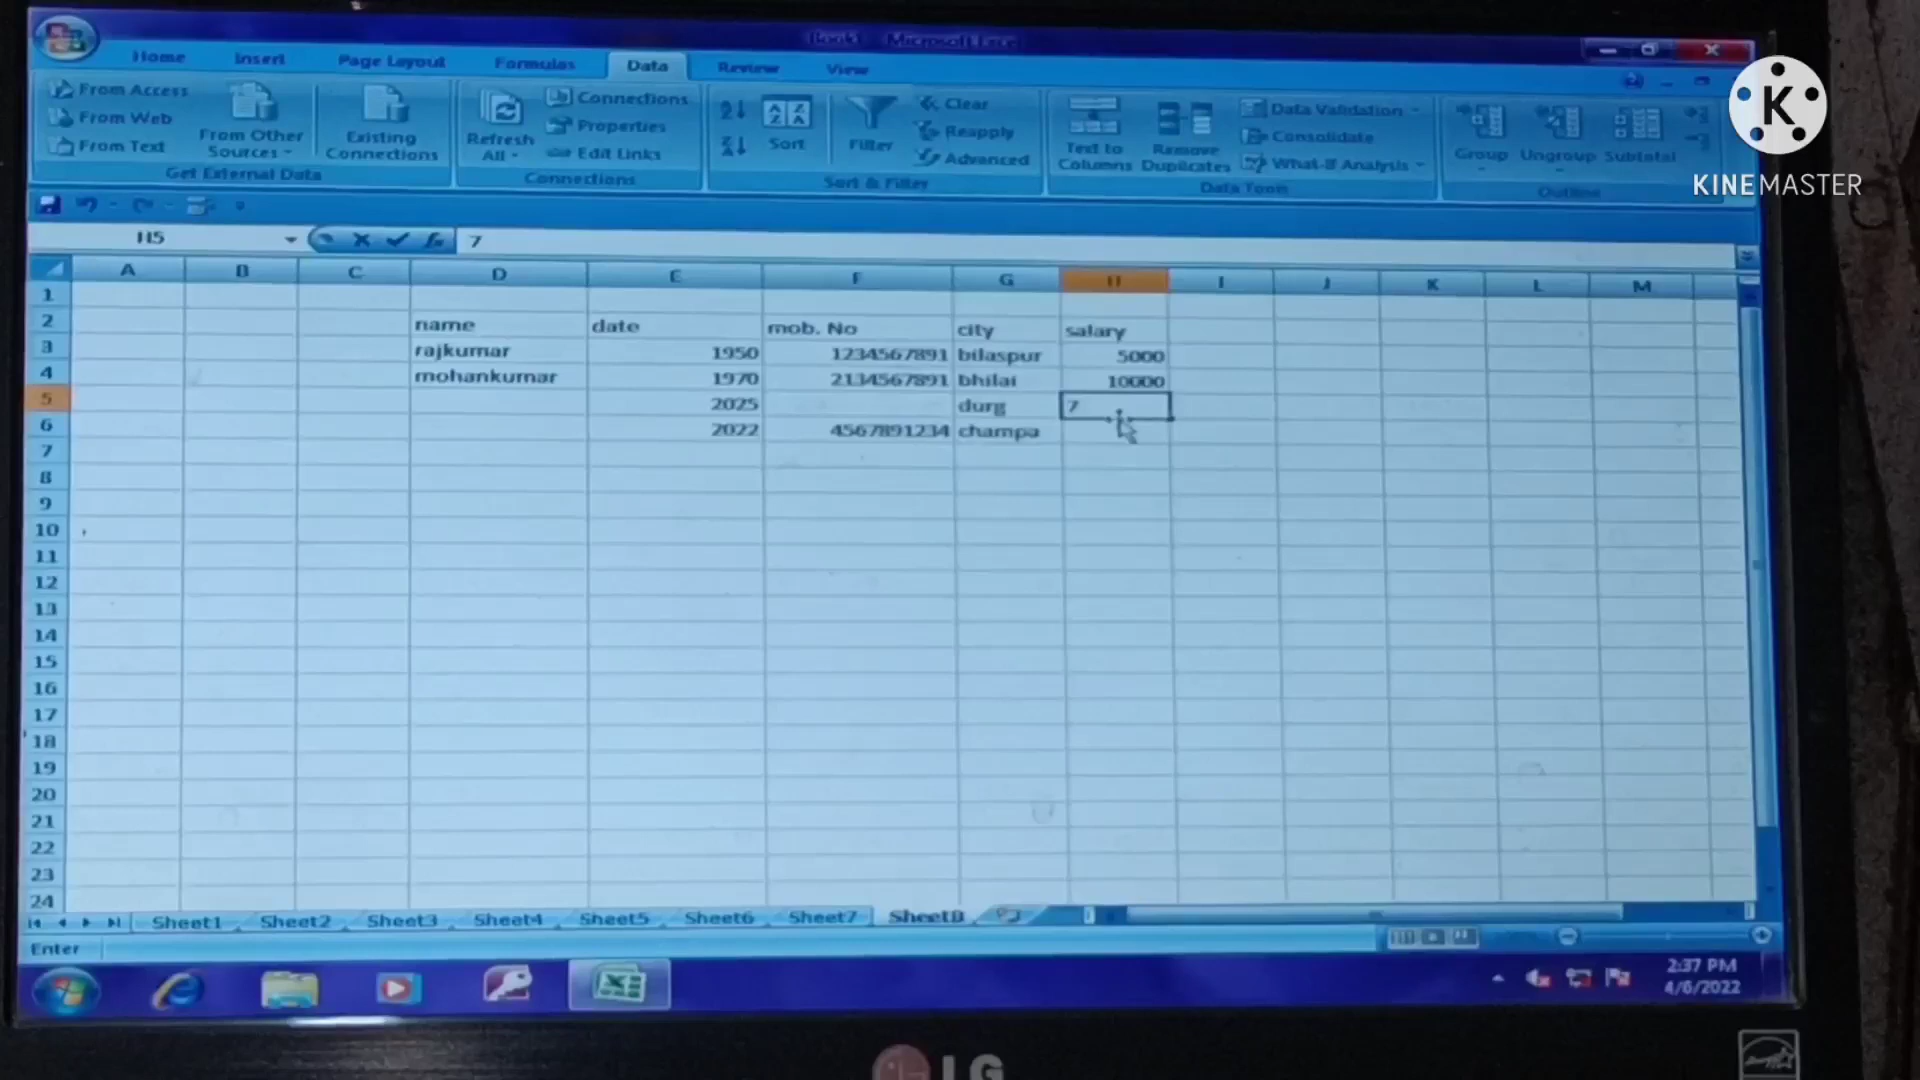 Book1 - Microsoft Exce
Home Insert Page Layout Formulas Data Review View
From Access
From Web
From Text
From Other Sources
Existing Connections
Get External Data
Refresh All
Connections
Properties
Edit Links
Connections
Sort
Filter
Clear
Reapply
Advanced
Sort & Filter
Text to Columns
Remove Duplicates
Data Validation
Consolidate
What-If Analysis
Data Tools
Group Ungroup Subtotal
Outline
K
KINEMASTER
H5 fx 7
A B C D E F G H I J K L M
1
2 name date mob. No city salary
3 rajkumar 1950 1234567891 bilaspur 5000
4 mohankumar 1970 2134567891 bhilai 10000
5 2025 durg 7
6 2022 4567891234 champa
7
8
9
10
11
12
13
14
15
16
17
18
19
20
21
22
23
24
Sheet1 Sheet2 Sheet3 Sheet4 Sheet5 Sheet6 Sheet7 Sheet8
Enter
2:37 PM
4/6/2022
LG